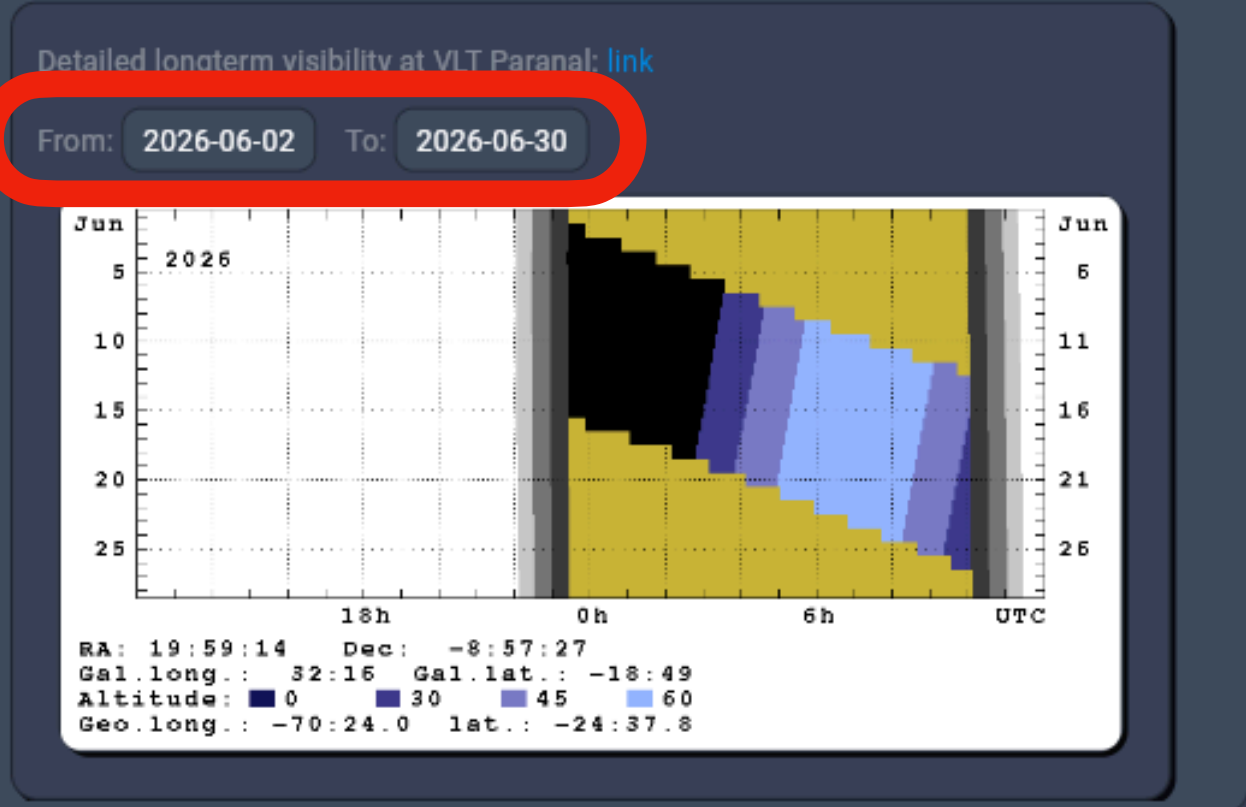 Detailed longterm visibility at VLT Paranal: link
From: 2026-06-02 To: 2026-06-30
Jun Jun
2026
5 6
10 11
15 16
20 21
25 26
18h 0h 6h UTC
RA: 19:59:14 Dec: -8:57:27
Gal.long.: 32:16 Gal.lat.: -18:49
Altitude: 0 30 45 60
Geo.long.: -70:24.0 lat.: -24:37.8